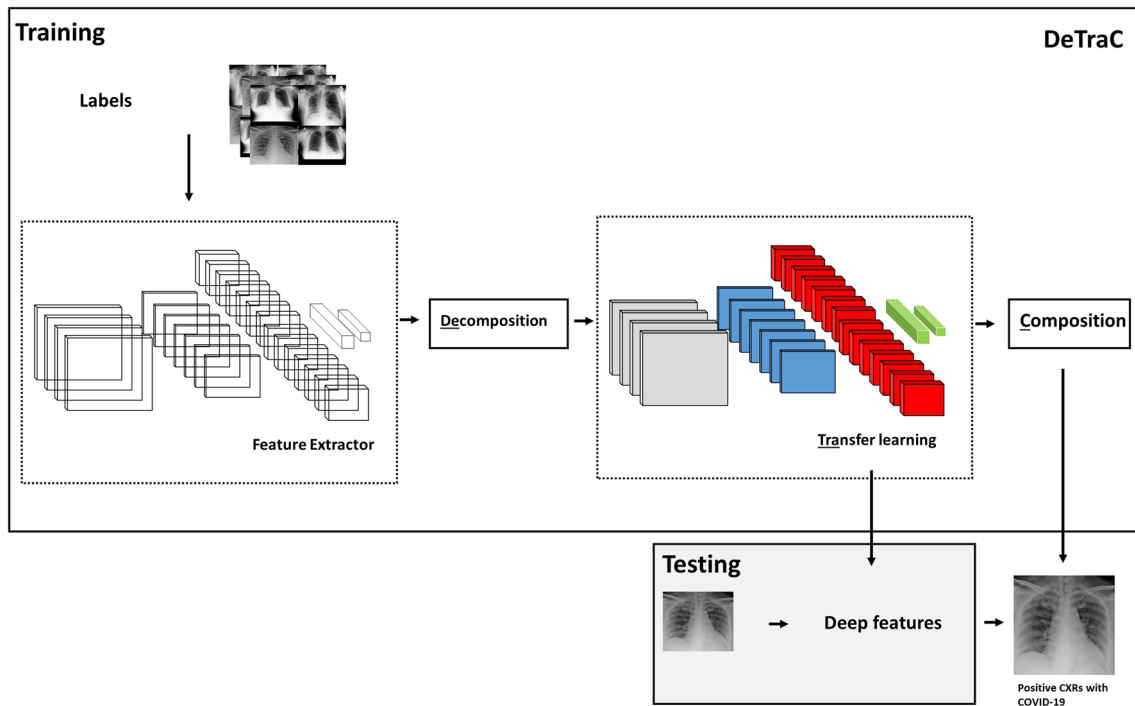 Training
DeTraC
Labels
Feature Extractor
Decomposition
Transfer learning
Composition
Testing
Deep features
Positive CXRs with
COVID-19